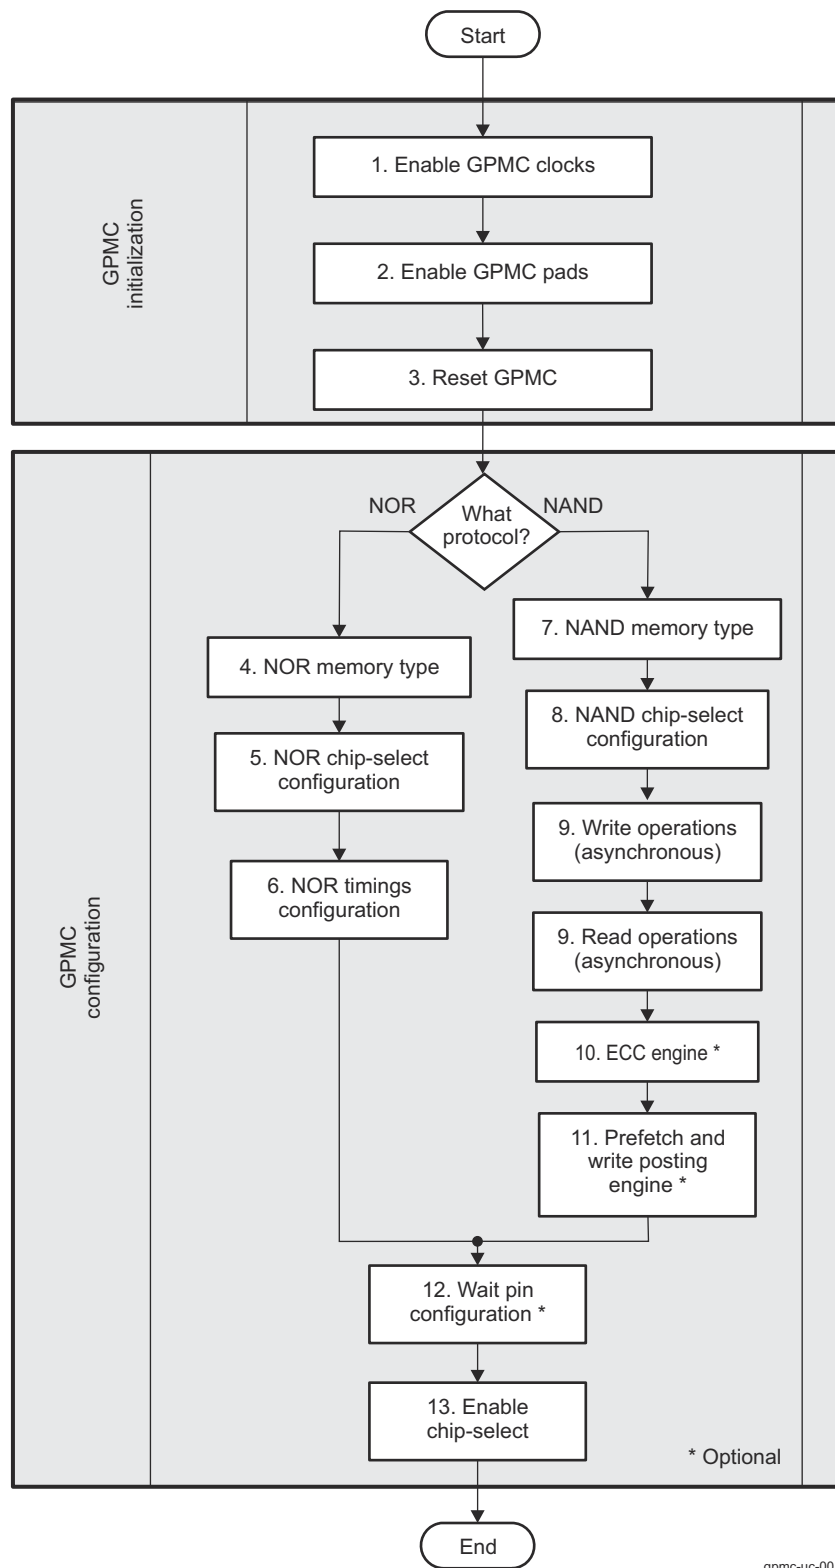 Start
GPMC
initialization
1. Enable GPMC clocks
2. Enable GPMC pads
3. Reset GPMC
GPMC
configuration
What
protocol?
NOR
NAND
4. NOR memory type
5. NOR chip-select
configuration
6. NOR timings
configuration
7. NAND memory type
8. NAND chip-select
configuration
9. Write operations
(asynchronous)
9. Read operations
(asynchronous)
10. ECC engine *
11. Prefetch and
write posting
engine *
12. Wait pin
configuration *
13. Enable
chip-select
* Optional
End